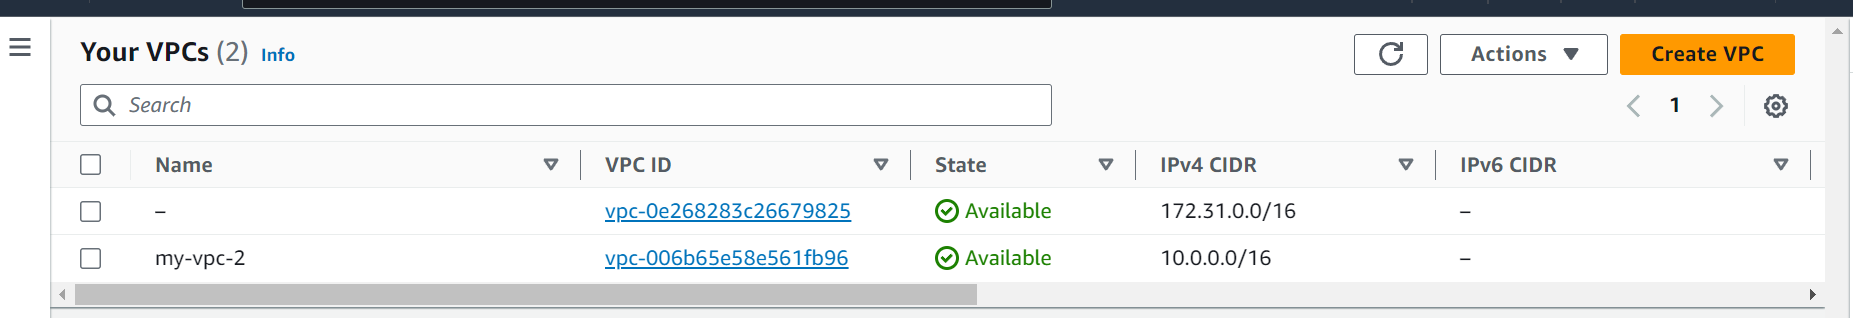 Your VPCs (2) Info
Actions
Create VPC
Search
1
Name VPC ID State IPv4 CIDR IPv6 CIDR
– vpc-0e268283c26679825 Available 172.31.0.0/16 –
my-vpc-2 vpc-006b65e58e561fb96 Available 10.0.0.0/16 –